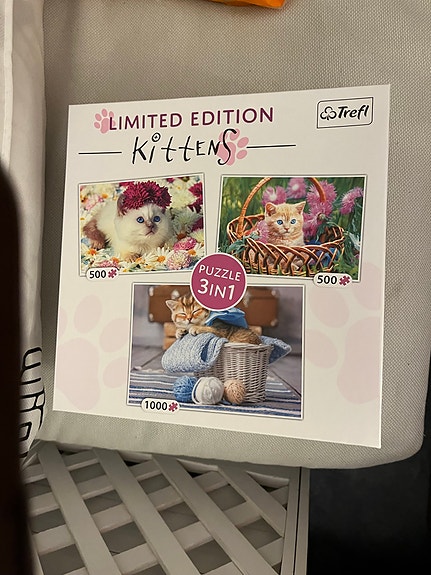 LIMITED EDITION
KittENS
Trefl
500
500
PUZZLE
3IN1
1000